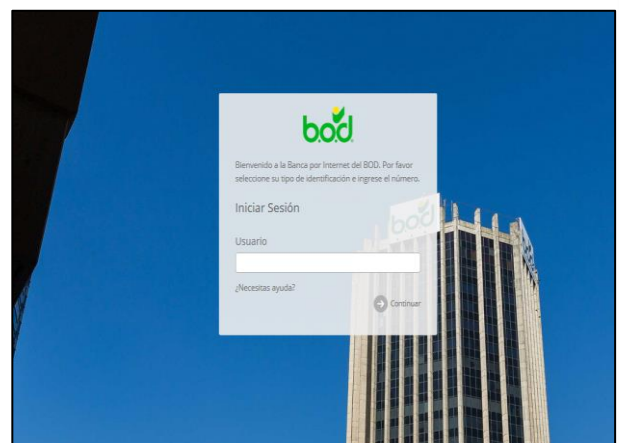 b.o.d
Bienvenido a la Banca por Internet del BOD. Por favor
seleccione su tipo de identificación e ingrese el número.
Iniciar Sesión
bod
Usuario
¿Necesitas ayuda?
Continuar